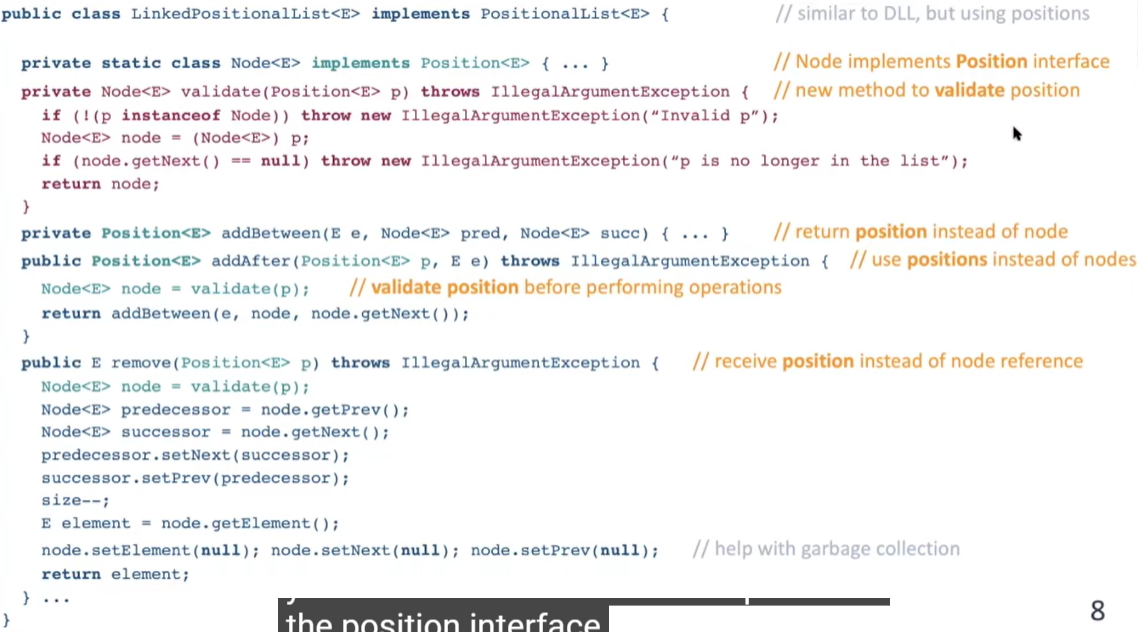 public class LinkedPositionalList<E> implements PositionalList<E> { // similar to DLL, but using positions
private static class Node<E> implements Position<E> { ... } // Node implements Position interface
private Node<E> validate(Position<E> p) throws IllegalArgumentException { // new method to validate position
if (!(p instanceof Node)) throw new IllegalArgumentException(“Invalid p”);
Node<E> node = (Node<E>) p;
if (node.getNext() == null) throw new IllegalArgumentException(“p is no longer in the list”);
return node;
}
private Position<E> addBetween(E e, Node<E> pred, Node<E> succ) { ... } // return position instead of node
public Position<E> addAfter(Position<E> p, E e) throws IllegalArgumentException { // use positions instead of nodes
Node<E> node = validate(p); // validate position before performing operations
return addBetween(e, node, node.getNext());
}
public E remove(Position<E> p) throws IllegalArgumentException { // receive position instead of node reference
Node<E> node = validate(p);
Node<E> predecessor = node.getPrev();
Node<E> successor = node.getNext();
predecessor.setNext(successor);
successor.setPrev(predecessor);
size--;
E element = node.getElement();
node.setElement(null); node.setNext(null); node.setPrev(null); // help with garbage collection
return element;
} ...
}
the position interface
8